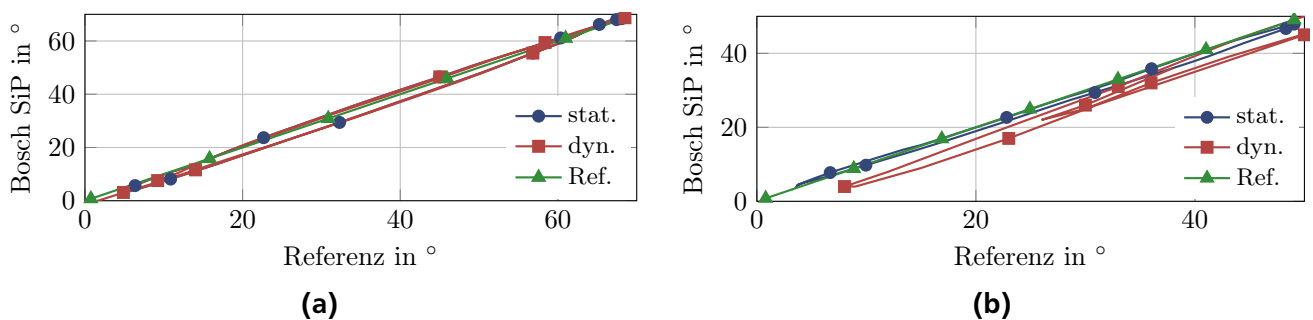 60
40
20
0
0
20
40
60
Bosch SiP in °
Referenz in °
stat.
dyn.
Ref.
(a)
40
20
0
0
20
40
Bosch SiP in °
Referenz in °
stat.
dyn.
Ref.
(b)